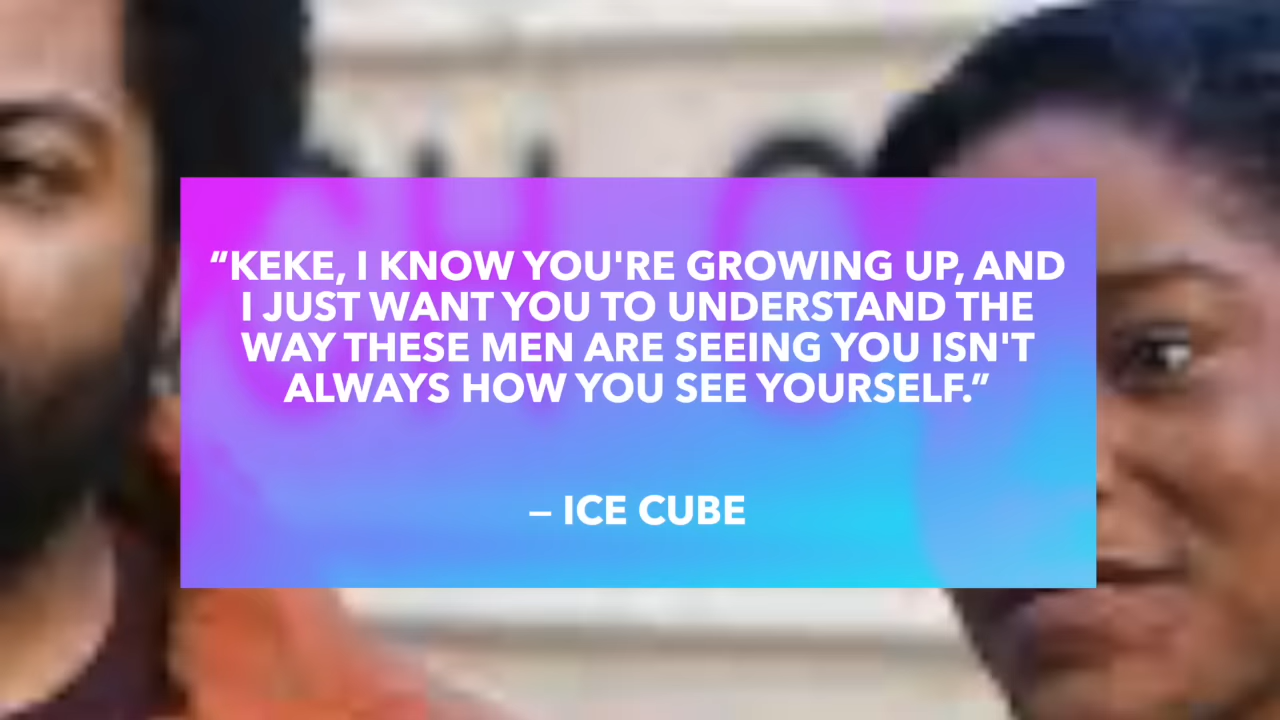 “KEKE, I KNOW YOU'RE GROWING UP, AND
I JUST WANT YOU TO UNDERSTAND THE
WAY THESE MEN ARE SEEING YOU ISN'T
ALWAYS HOW YOU SEE YOURSELF.”
– ICE CUBE